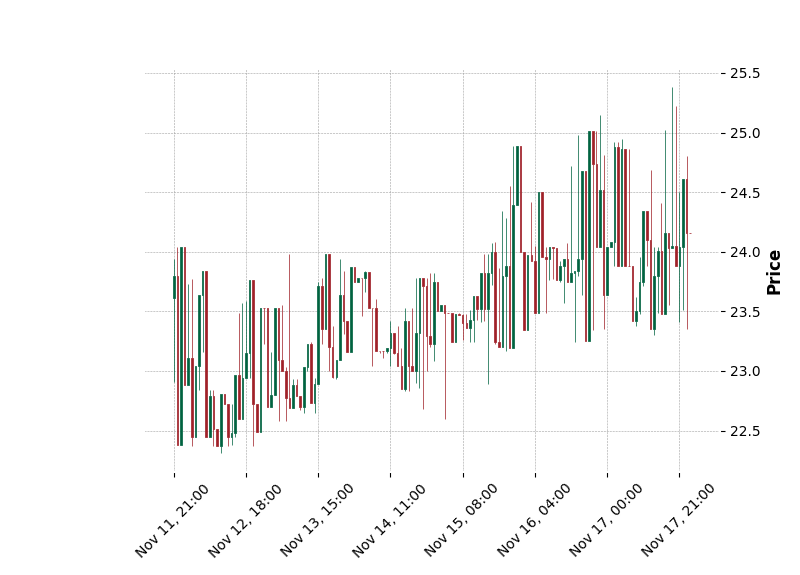 25.5
25.0
24.5
24.0
23.5
23.0
22.5
Price
Nov 11, 21:00
Nov 12, 18:00
Nov 13, 15:00
Nov 14, 11:00
Nov 15, 08:00
Nov 16, 04:00
Nov 17, 00:00
Nov 17, 21:00